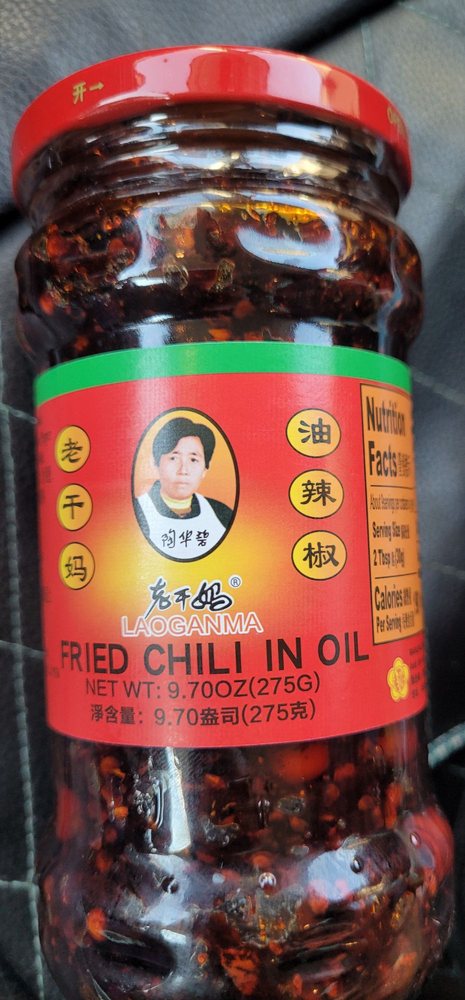 开→
老干妈
陶华碧
油辣椒
老干妈®
LAOGANMA
FRIED CHILI IN OIL
NET WT: 9.70OZ(275G)
淨含量: 9.70盎司(275克)
Nutrition
Facts
About
Serving Size
2 Tbsp
Calories
Per Serving